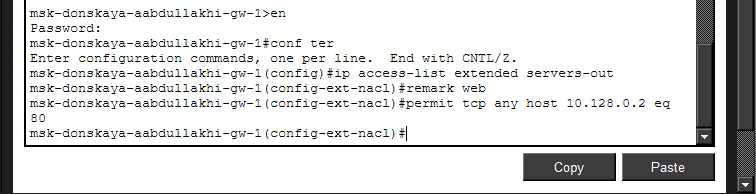 msk-donskaya-aabdullakhi-gw-1>en
Password:
msk-donskaya-aabdullakhi-gw-1#conf ter
Enter configuration commands, one per line.  End with CNTL/Z.
msk-donskaya-aabdullakhi-gw-1(config)#ip access-list extended servers-out
msk-donskaya-aabdullakhi-gw-1(config-ext-nacl)#remark web
msk-donskaya-aabdullakhi-gw-1(config-ext-nacl)#permit tcp any host 10.128.0.2 eq
80
msk-donskaya-aabdullakhi-gw-1(config-ext-nacl)#
Copy Paste